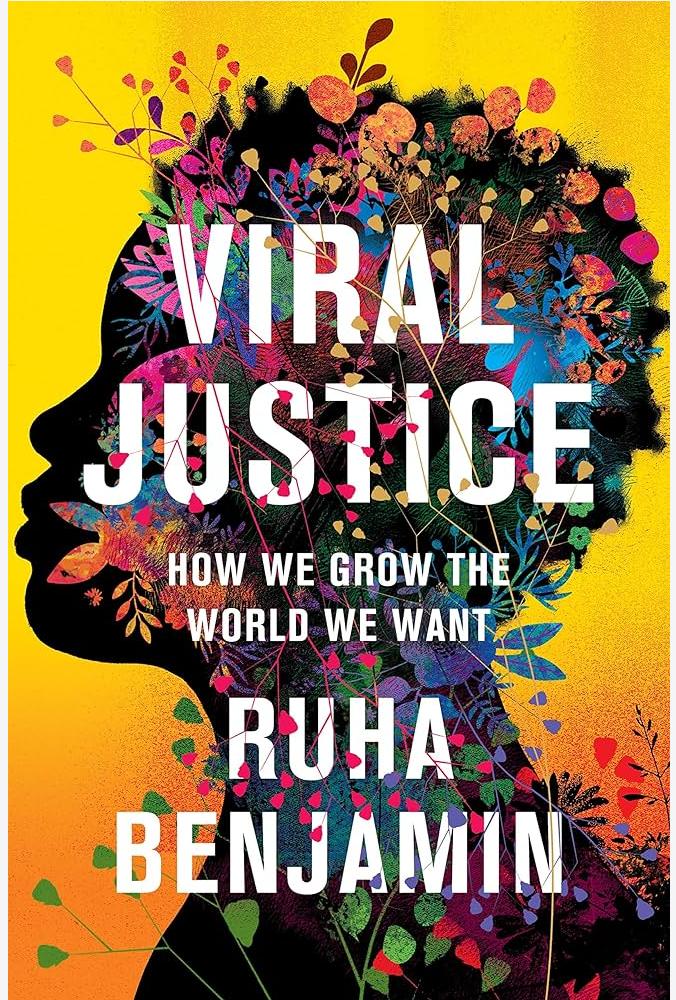 VIRAL
JUSTICE
HOW WE GROW THE
WORLD WE WANT
RUHA
BENJAMIN